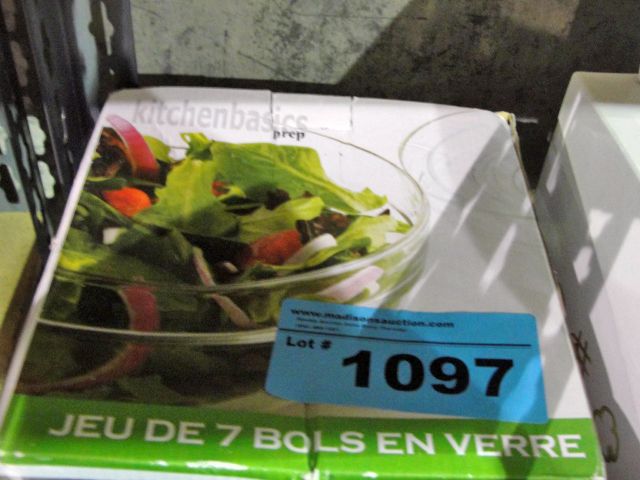 kitchenbasics
prep
www.madisonsauction.com
Lot # 1097
JEU DE 7 BOLS EN VERRE